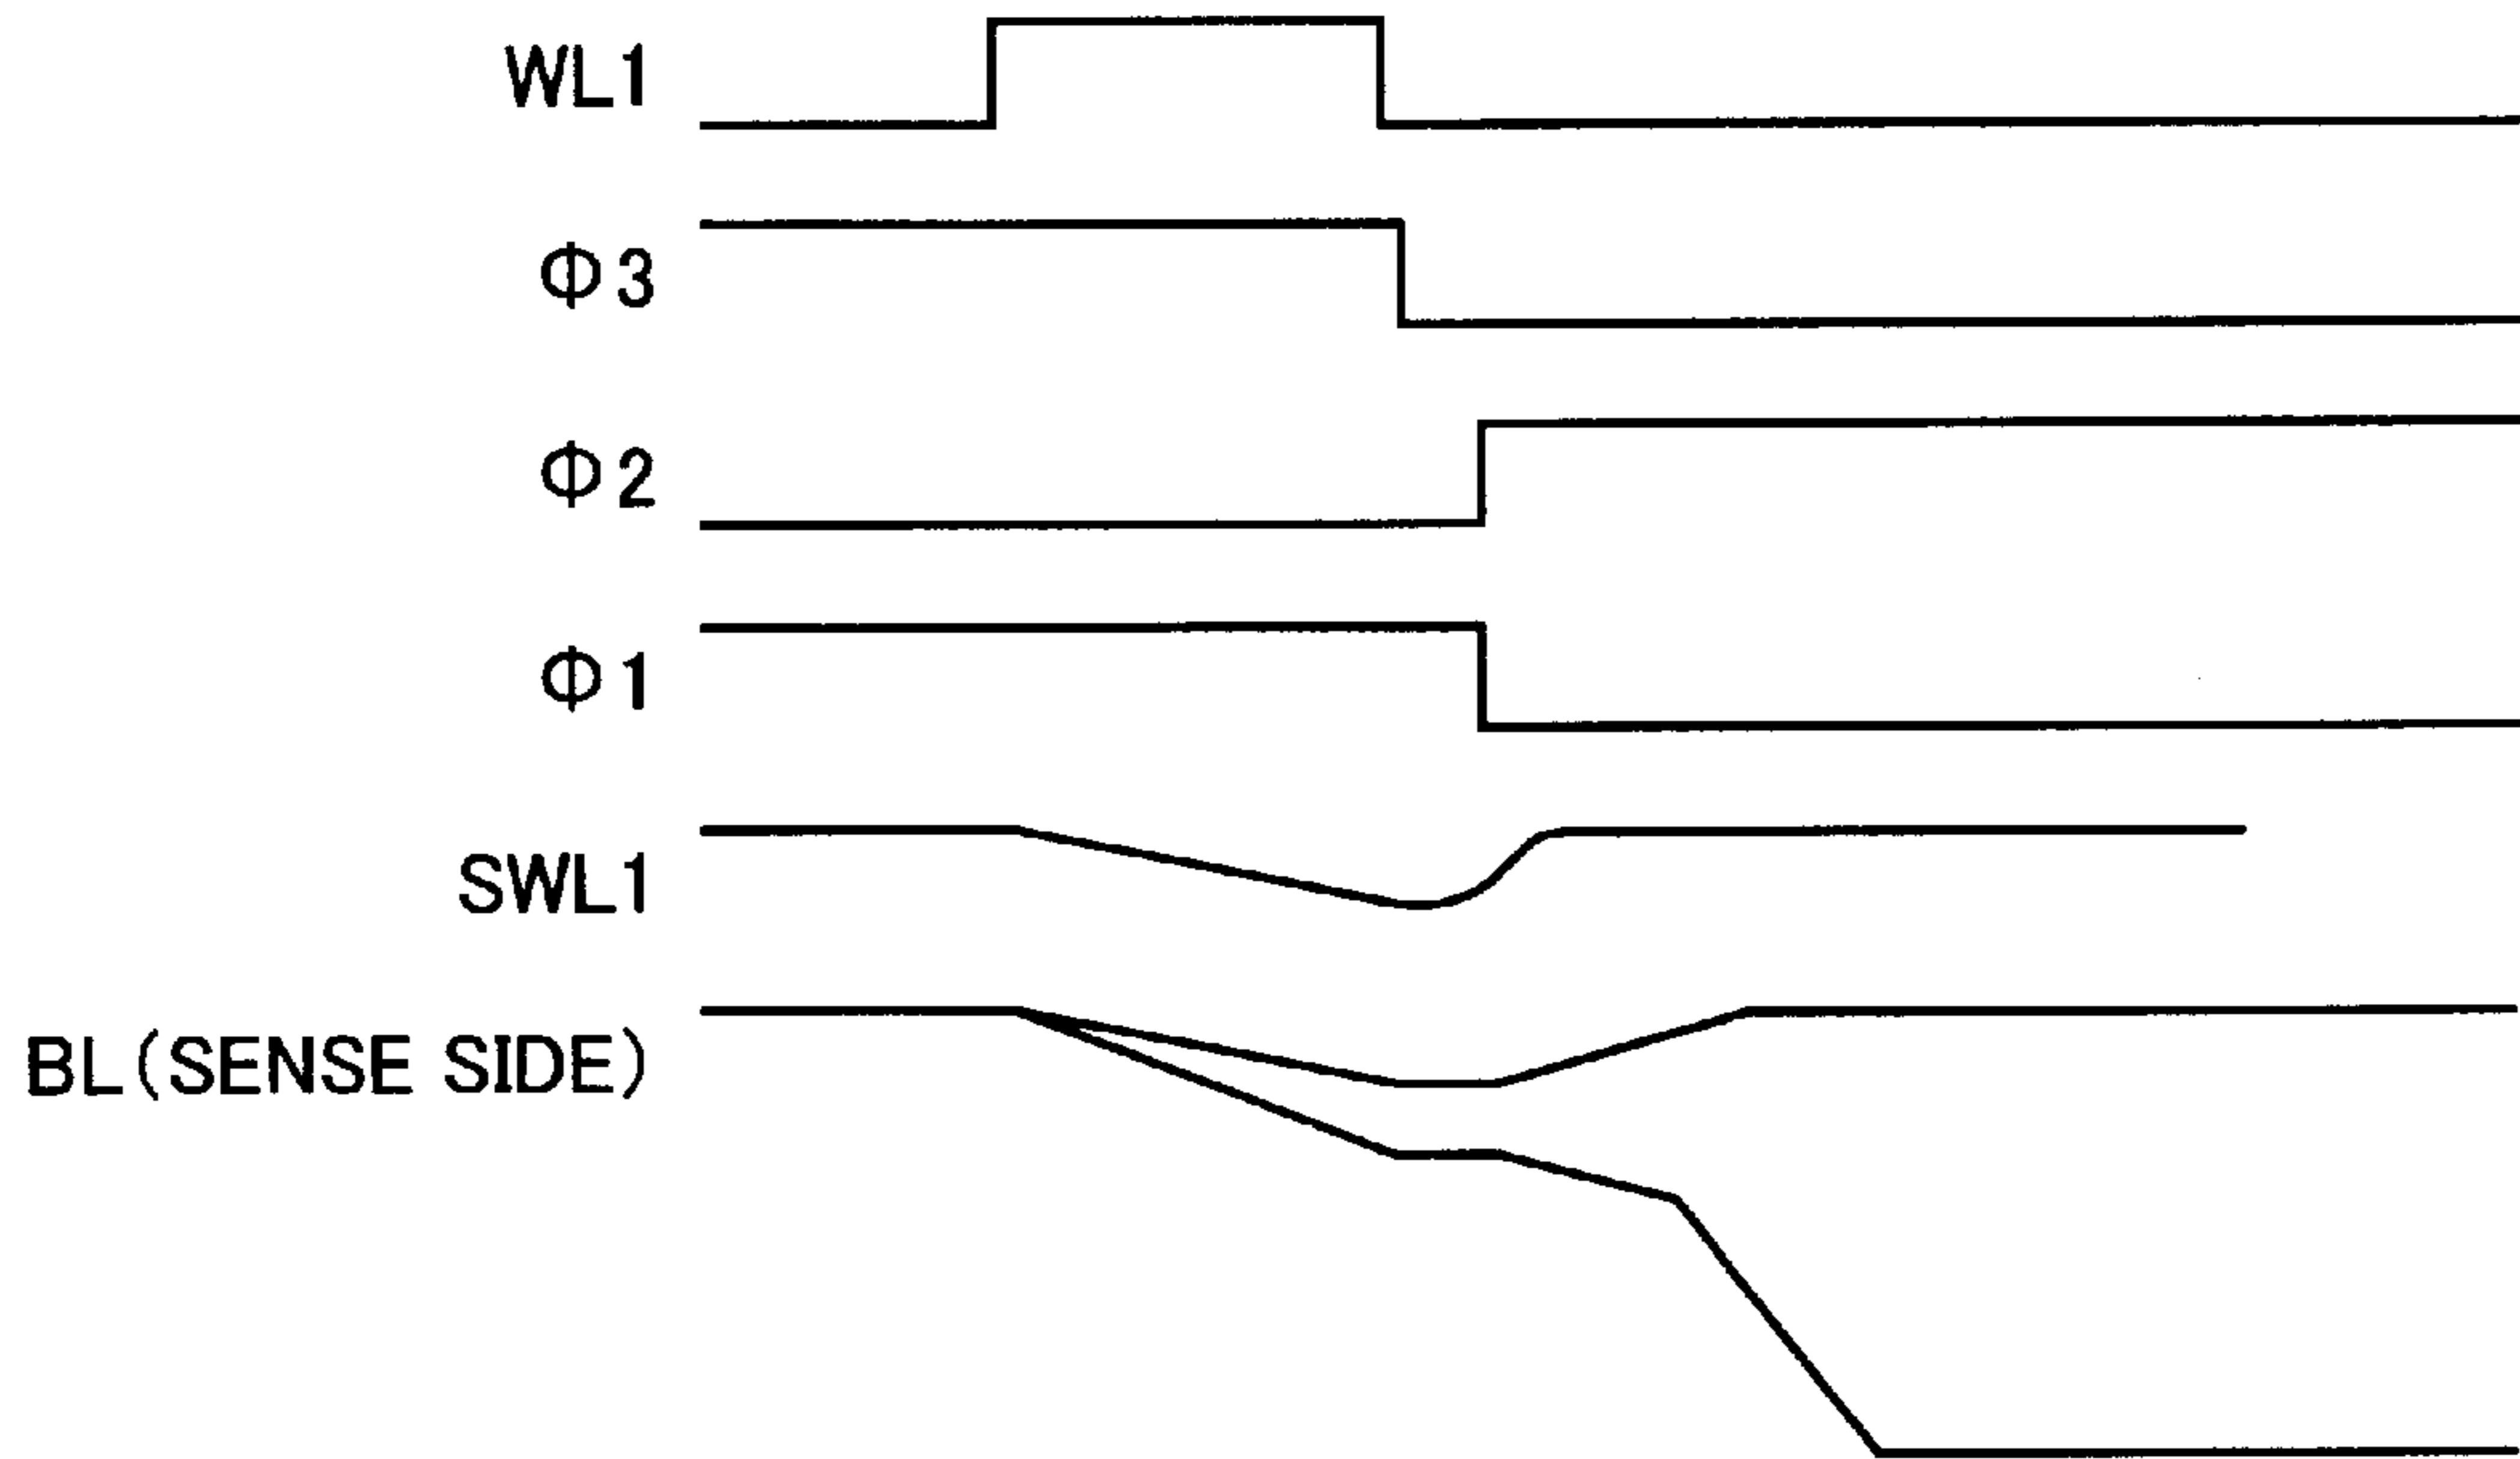 WL1
Φ3
Φ2
Φ1
SWL1
BL(SENSE SIDE)